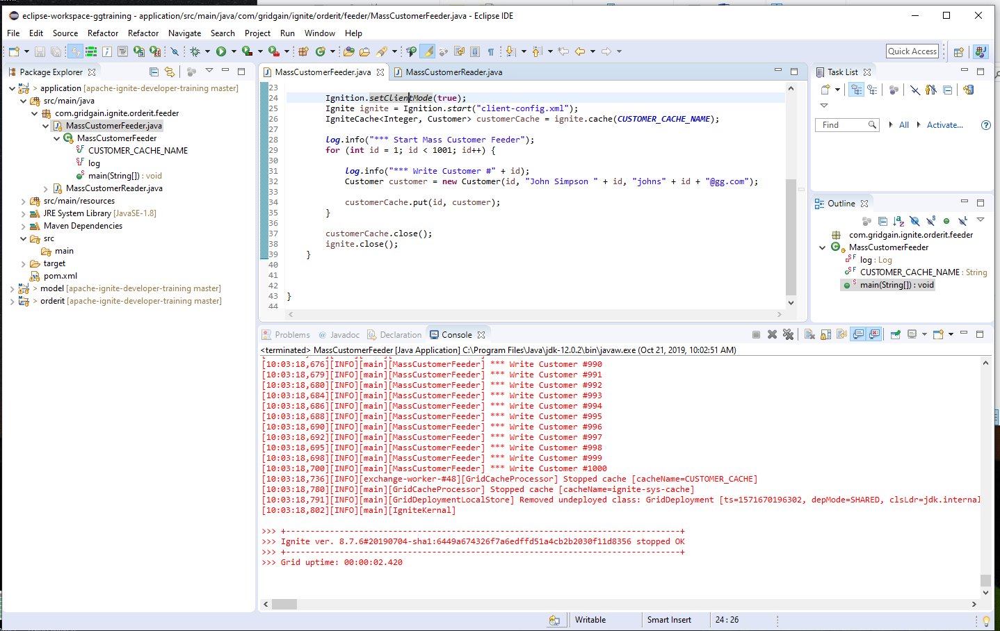 eclipse-workspace-ggtraining - application/src/main/java/com/gridgain/ignite/orderit/feeder/MassCustomerFeeder.java - Eclipse IDE
File Edit Source Refactor Refactor Navigate Search Project Run Window Help
Quick Access
Package Explorer
> application [apache-ignite-developer-training master]
src/main/java
com.gridgain.ignite.orderit.feeder
MassCustomerFeeder.java
MassCustomerFeeder
CUSTOMER_CACHE_NAME
log
main(String[]) : void
MassCustomerReader.java
src/main/resources
JRE System Library [JavaSE-1.8]
Maven Dependencies
src
main
target
pom.xml
> model [apache-ignite-developer-training master]
> orderit [apache-ignite-developer-training master]
MassCustomerFeeder.java MassCustomerReader.java
23
24 Ignition.setClientMode(true);
25 Ignite ignite = Ignition.start("client-config.xml");
26 IgniteCache<Integer, Customer> customerCache = ignite.cache(CUSTOMER_CACHE_NAME);
27
28 log.info("*** Start Mass Customer Feeder");
29 for (int id = 1; id < 1001; id++) {
30
31 log.info("*** Write Customer #" + id);
32 Customer customer = new Customer(id, "John Simpson " + id, "johns" + id + "@gg.com");
33
34 customerCache.put(id, customer);
35 }
36
37 customerCache.close();
38 ignite.close();
39 }
40
41
42
43 }
44
Task List
Find All Activate...
Outline
com.gridgain.ignite.orderit.feeder
MassCustomerFeeder
log : Log
CUSTOMER_CACHE_NAME : String
main(String[]) : void
Problems @ Javadoc Declaration Console
<terminated> MassCustomerFeeder [Java Application] C:\Program Files\Java\jdk-12.0.2\bin\javaw.exe (Oct 21, 2019, 10:02:51 AM)
[10:03:18,676][INFO][main][MassCustomerFeeder] *** Write Customer #990
[10:03:18,679][INFO][main][MassCustomerFeeder] *** Write Customer #991
[10:03:18,680][INFO][main][MassCustomerFeeder] *** Write Customer #992
[10:03:18,684][INFO][main][MassCustomerFeeder] *** Write Customer #993
[10:03:18,686][INFO][main][MassCustomerFeeder] *** Write Customer #994
[10:03:18,688][INFO][main][MassCustomerFeeder] *** Write Customer #995
[10:03:18,690][INFO][main][MassCustomerFeeder] *** Write Customer #996
[10:03:18,692][INFO][main][MassCustomerFeeder] *** Write Customer #997
[10:03:18,695][INFO][main][MassCustomerFeeder] *** Write Customer #998
[10:03:18,698][INFO][main][MassCustomerFeeder] *** Write Customer #999
[10:03:18,700][INFO][main][MassCustomerFeeder] *** Write Customer #1000
[10:03:18,736][INFO][exchange-worker-#48][GridCacheProcessor] Stopped cache [cacheName=CUSTOMER_CACHE]
[10:03:18,780][INFO][main][GridCacheProcessor] Stopped cache [cacheName=ignite-sys-cache]
[10:03:18,791][INFO][main][GridDeploymentLocalStore] Removed undeployed class: GridDeployment [ts=1571670196302, depMode=SHARED, clsLdr=jdk.internal
[10:03:18,802][INFO][main][IgniteKernal]
>>> +---------------------------------------------------------------------------------+
>>> Ignite ver. 8.7.6#20190704-sha1:6449a674326f7a6edffd51a4cb2b2030f11d8356 stopped OK
>>> +---------------------------------------------------------------------------------+
>>> Grid uptime: 00:00:02.420
Writable Smart Insert 24 : 26